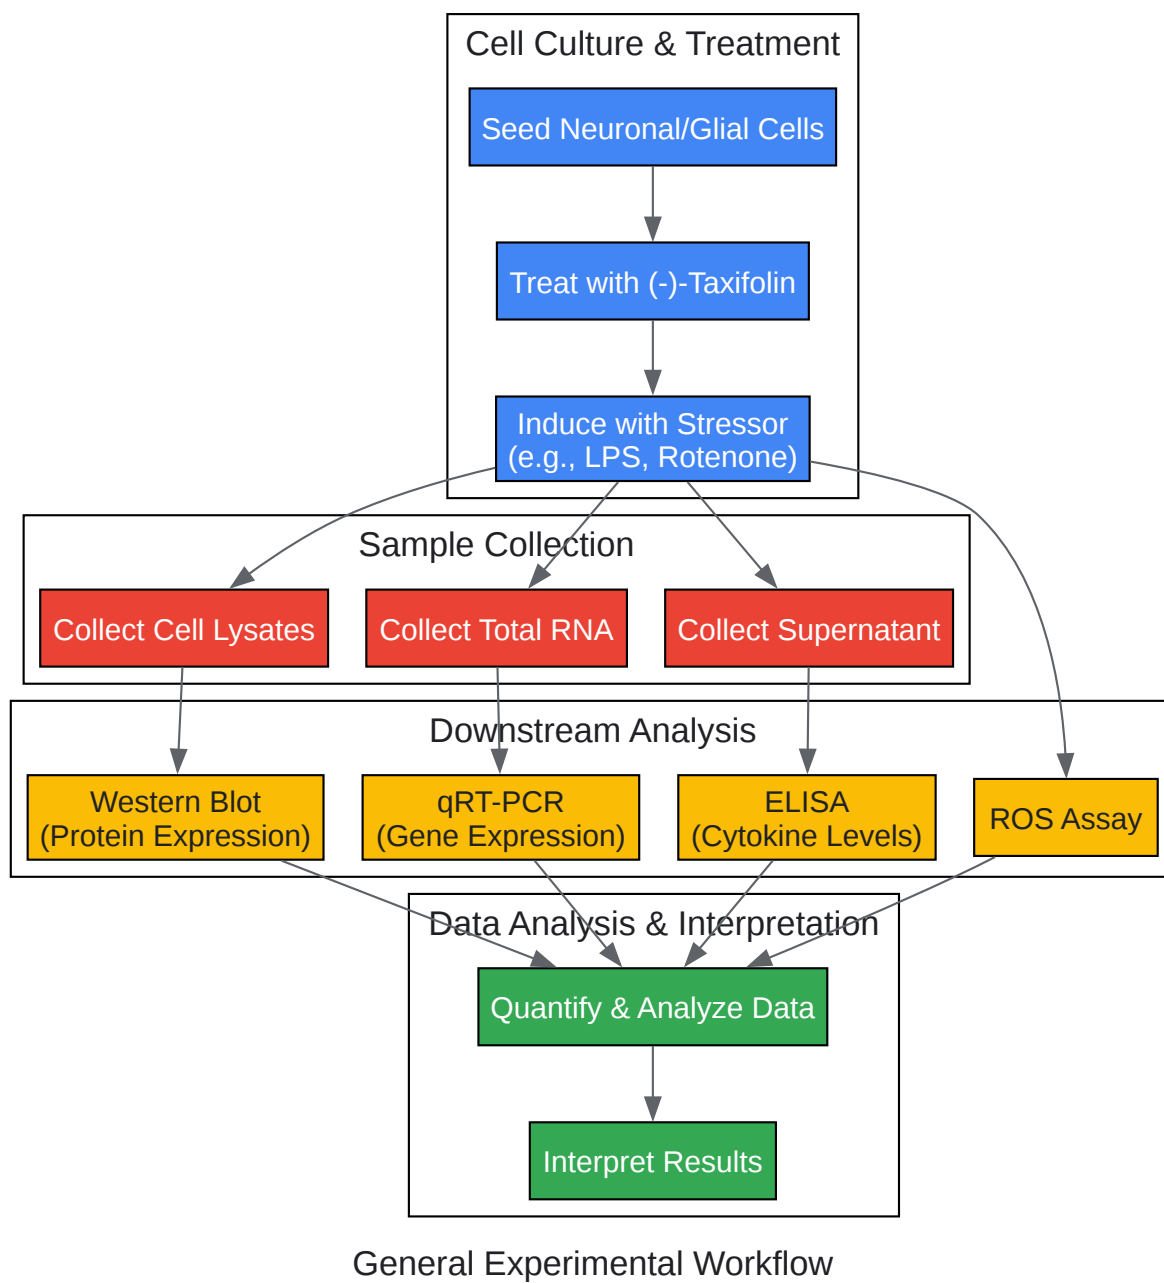 Cell Culture & Treatment
Seed Neuronal/Glial Cells
Treat with (-)-Taxifolin
Induce with Stressor
(e.g., LPS, Rotenone)
Sample Collection
Collect Cell Lysates
Collect Total RNA
Collect Supernatant
Downstream Analysis
Western Blot
(Protein Expression)
qRT-PCR
(Gene Expression)
ELISA
(Cytokine Levels)
ROS Assay
Data Analysis & Interpretation
Quantify & Analyze Data
Interpret Results
General Experimental Workflow